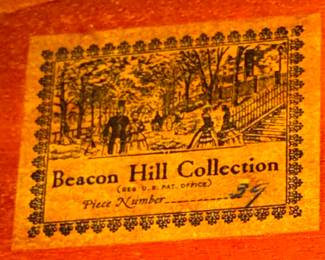 Beacon Hill Collection
(REG U.S. PAT. OFFICE)
Piece Number 39